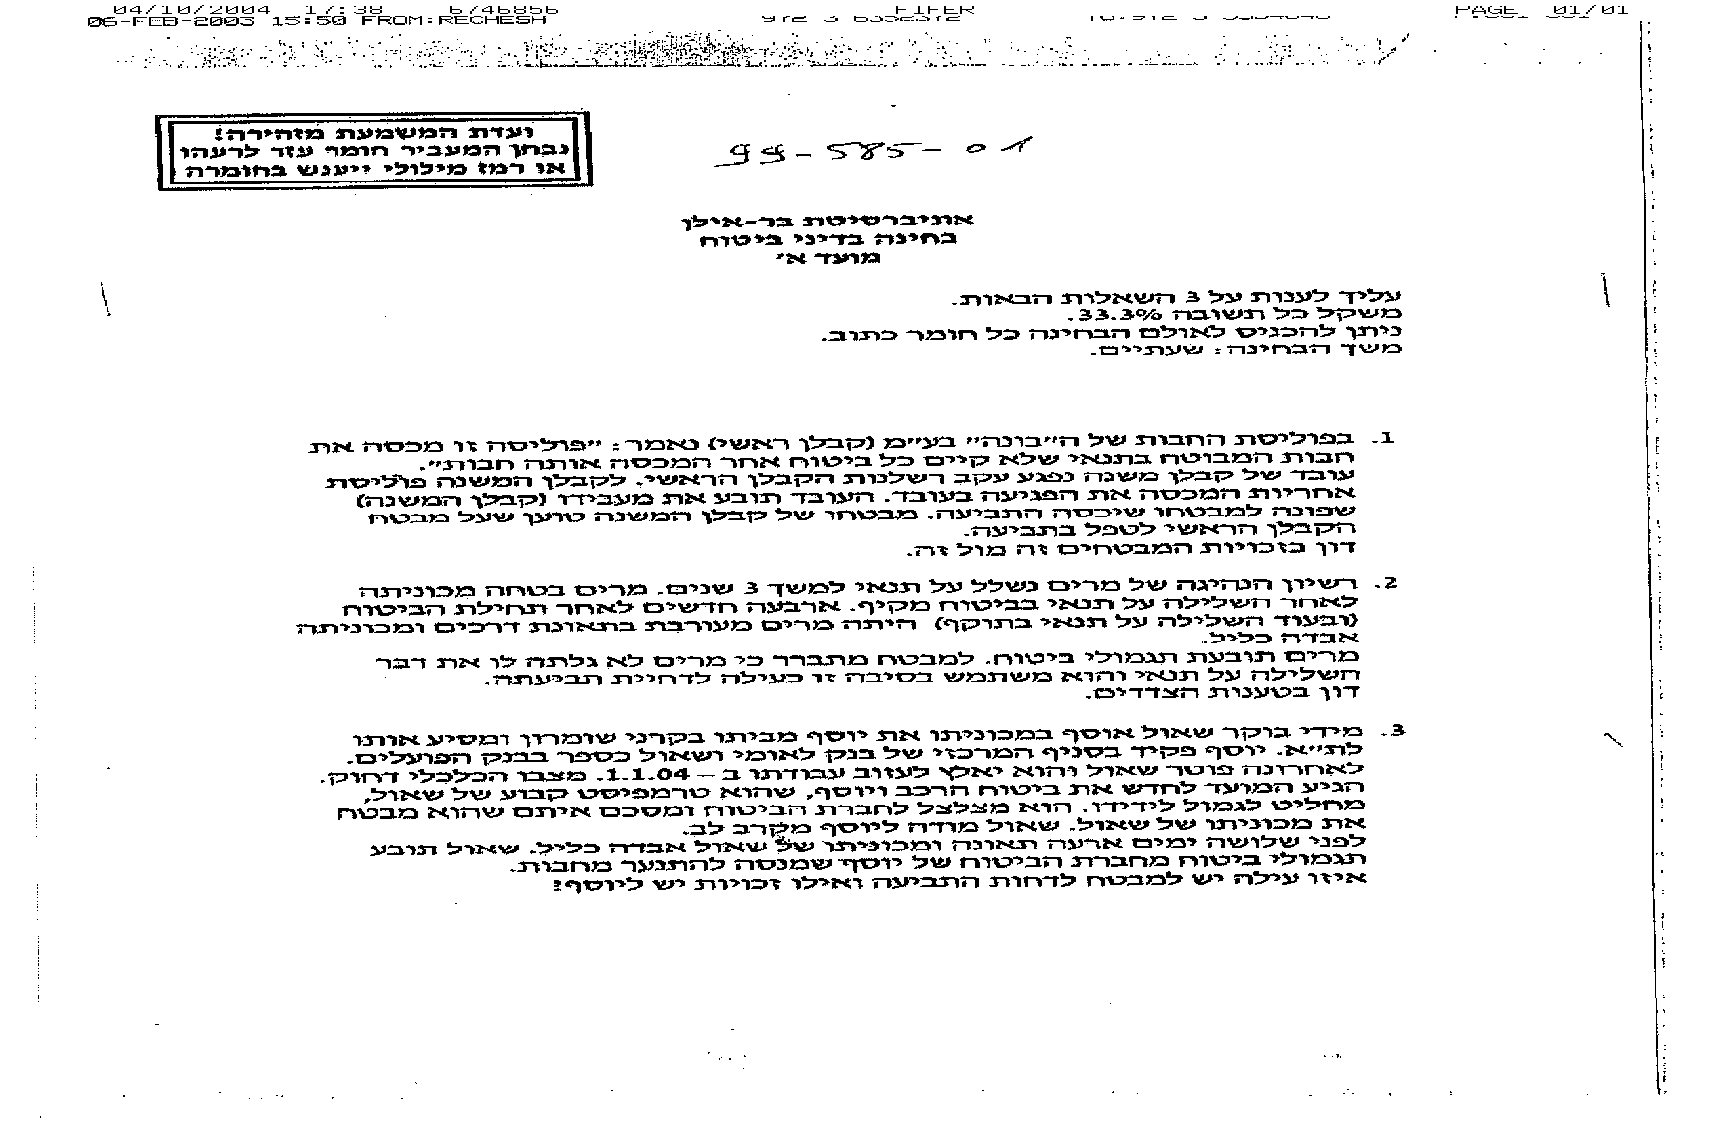 04/10/2004 17:38 6746856 FIFER PAGE 01/01
06-FEB-2003 15:50 FROM:RECHESH
ועדת המשמעת מזהירה!
נבחן המעביר חומר עזר לרעהו
או רמז מילולי ייענש בחומרה
99-585-01
אוניברסיטת בר-אילן
בחינה בדיני ביטוח
מועד א'
עליך לענות על 3 השאלות הבאות.
משקל כל תשובה 33.3%.
ניתן להכניס לאולם הבחינה כל חומר כתוב.
משך הבחינה: שעתיים.
1. בפוליסת החבות של ה"בונה" בע"מ (קבלן ראשי) נאמר: "פוליסה זו מכסה את
חבות המבוטח בתנאי שלא קיים כל ביטוח אחר המכסה אותה חבות".
עובד של קבלן משנה נפגע עקב רשלנות הקבלן הראשי. לקבלן המשנה פוליסת
אחריות המכסה את הפגיעה בעובד. העובד תובע את מעבידו (קבלן המשנה)
שפונה למבטחו שיכסה התביעה. מבטחו של קבלן המשנה טוען שעל מבטח
הקבלן הראשי לטפל בתביעה.
דון בזכויות המבטחים זה מול זה.
2. רשיון הנהיגה של מרים נשלל על תנאי למשך 3 שנים. מרים בטחה מכוניתה
לאחר השלילה על תנאי בביטוח מקיף. ארבעה חדשים לאחר תחילת הביטוח
(ובעוד השלילה על תנאי בתוקף) היתה מרים מעורבת בתאונת דרכים ומכוניתה
אבדה כליל.
מרים תובעת תגמולי ביטוח. למבטח מתברר כי מרים לא גלתה לו את דבר
השלילה על תנאי והוא משתמש בסיבה זו כעילה לדחיית תביעתה.
דון בטענות הצדדים.
3. מידי בוקר שאול אוסף במכוניתו את יוסף מביתו בקרני שומרון ומסיע אותו
לת"א. יוסף פקיד בסניף המרכזי של בנק לאומי ושאול כספר בבנק הפועלים.
לאחרונה פוטר שאול והוא יאלץ לעזוב עבודתו ב – 1.1.04. מצבו הכלכלי דחוק.
הגיע המועד לחדש את ביטוח הרכב ויוסף, שהוא טרמפיסט קבוע של שאול,
מחליט לגמול לידידו. הוא מצלצל לחברת הביטוח ומסכם איתם שהוא מבטח
את מכוניתו של שאול. שאול מודה ליוסף מקרב לב.
לפני שלושה ימים ארעה תאונה ומכוניתו של שאול אבדה כליל. שאול תובע
תגמולי ביטוח מחברת הביטוח של יוסף שמנסה להתנער מחבות.
איזו עילה יש למבטח לדחות התביעה ואילו זכויות יש ליוסף?